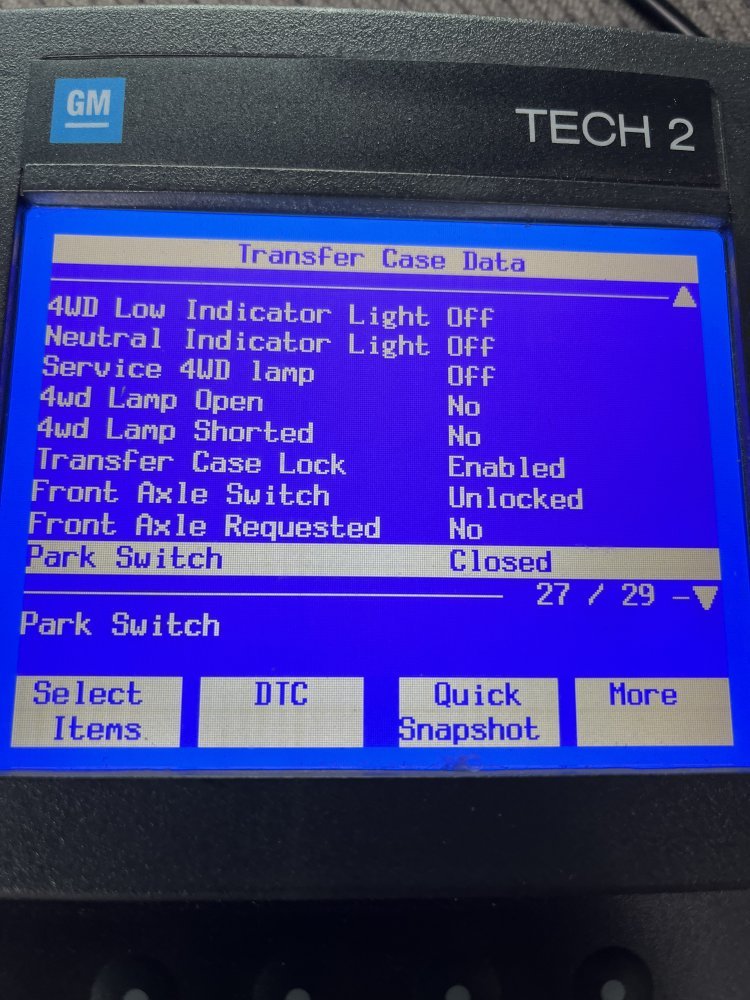 GM
TECH 2
Transfer Case Data
4WD Low Indicator Light Off
Neutral Indicator Light Off
Service 4WD lamp Off
4wd Lamp Open No
4wd Lamp Shorted No
Transfer Case Lock Enabled
Front Axle Switch Unlocked
Front Axle Requested No
Park Switch Closed
27 / 29 –
Park Switch
Select Items
DTC
Quick Snapshot
More